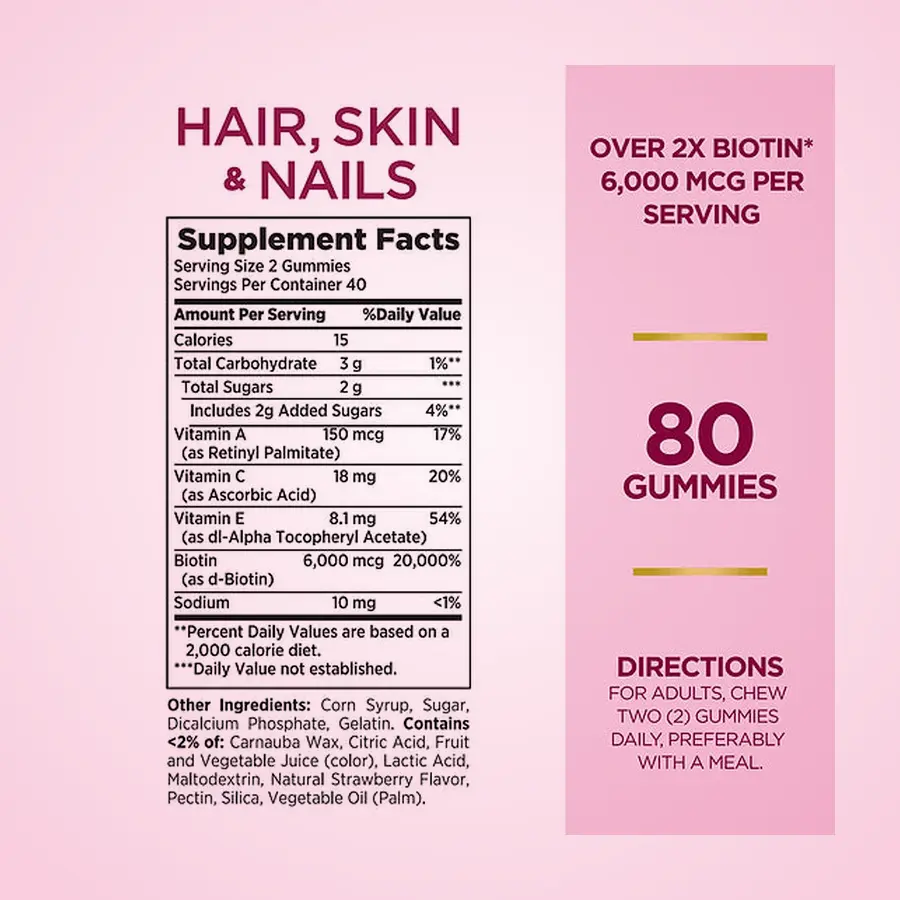 HAIR, SKIN
& NAILS
Supplement Facts
Serving Size 2 Gummies
Servings Per Container 40
Amount Per Serving %Daily Value
Calories 15
Total Carbohydrate 3 g 1%**
Total Sugars 2 g ***
Includes 2g Added Sugars 4%**
Vitamin A 150 mcg 17%
(as Retinyl Palmitate)
Vitamin C 18 mg 20%
(as Ascorbic Acid)
Vitamin E 8.1 mg 54%
(as dl-Alpha Tocopheryl Acetate)
Biotin 6,000 mcg 20,000%
(as d-Biotin)
Sodium 10 mg <1%
**Percent Daily Values are based on a
2,000 calorie diet.
***Daily Value not established.
Other Ingredients: Corn Syrup, Sugar,
Dicalcium Phosphate, Gelatin. Contains
<2% of: Carnauba Wax, Citric Acid, Fruit
and Vegetable Juice (color), Lactic Acid,
Maltodextrin, Natural Strawberry Flavor,
Pectin, Silica, Vegetable Oil (Palm).
OVER 2X BIOTIN*
6,000 MCG PER
SERVING
80
GUMMIES
DIRECTIONS
FOR ADULTS, CHEW
TWO (2) GUMMIES
DAILY, PREFERABLY
WITH A MEAL.